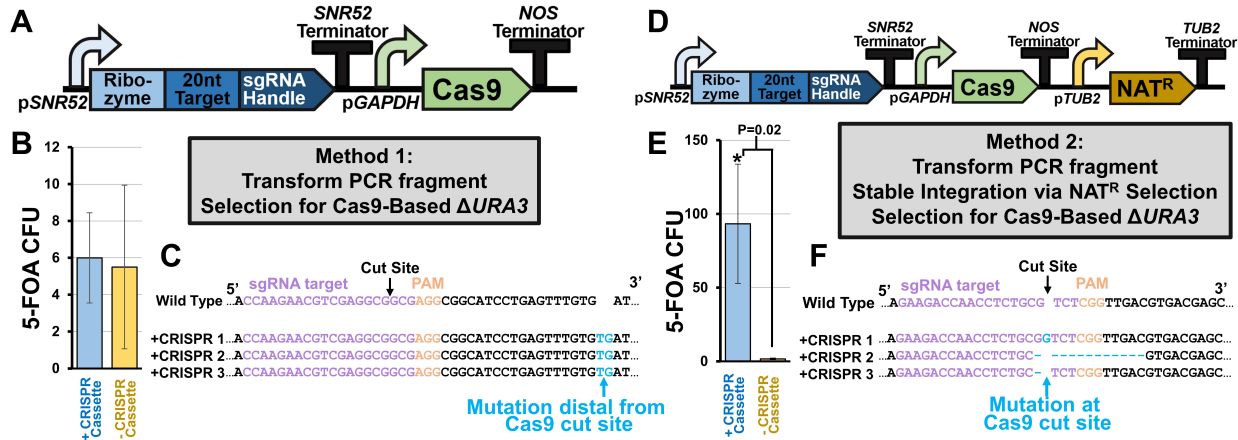 A
SNR52
Terminator
NOS
Terminator
Ribo-
zyme
20nt
Target
sgRNA
Handle
Cas9
pSNR52
pGAPDH
B
5-FOA CFU
12
10
8
6
4
2
0
+ CRISPR
Cassette
- CRISPR
Cassette
Method 1:
Transform PCR fragment
Selection for Cas9-Based ΔURA3
C
5’
sgRNA target
Cut Site
PAM
3’
Wild Type
...ACCAAGAACGTCGAGGCGGCGAGGCGGCATCCTGAGTTTGTG AT...
+CRISPR 1 ...ACCAAGAACGTCGAGGCGGCGAGGCGGCATCCTGAGTTTGTGTGAT...
+CRISPR 2 ...ACCAAGAACGTCGAGGCGGCGAGGCGGCATCCTGAGTTTGTGTGAT...
+CRISPR 3 ...ACCAAGAACGTCGAGGCGGCGAGGCGGCATCCTGAGTTTGTGTGAT...
Mutation distal from
Cas9 cut site
D
SNR52
Terminator
NOS
Terminator
TUB2
Terminator
Ribo-
zyme
20nt
Target
sgRNA
Handle
Cas9
NATᴿ
pSNR52
pGAPDH
pTUB2
E
P=0.02
*
5-FOA CFU
150
100
50
0
+ CRISPR
Cassette
- CRISPR
Cassette
Method 2:
Transform PCR fragment
Stable Integration via NATᴿ Selection
Selection for Cas9-Based ΔURA3
F
5’
sgRNA target
Cut Site
PAM
3’
Wild Type ...AGAAGACCAACCTCTGCG TCTCGGTTGACGTGACGAGC...
+CRISPR 1 ...AGAAGACCAACCTCTGCGGTCTCGGTTGACGTGACGAGC...
+CRISPR 2 ...AGAAGACCAACCTCTGC- -----------GTGACGAGC...
+CRISPR 3 ...AGAAGACCAACCTCTGC- TCTCGGTTGACGTGACGAGC...
Mutation at
Cas9 cut site